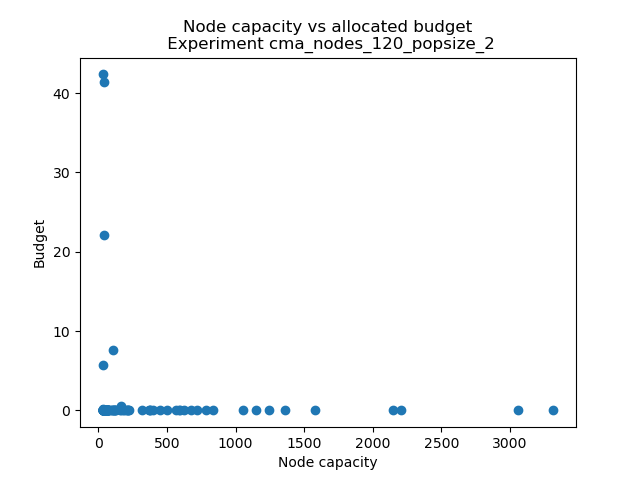 Node capacity vs allocated budget
Experiment cma_nodes_120_popsize_2
40
30
20
10
0
Budget
0 500 1000 1500 2000 2500 3000
Node capacity